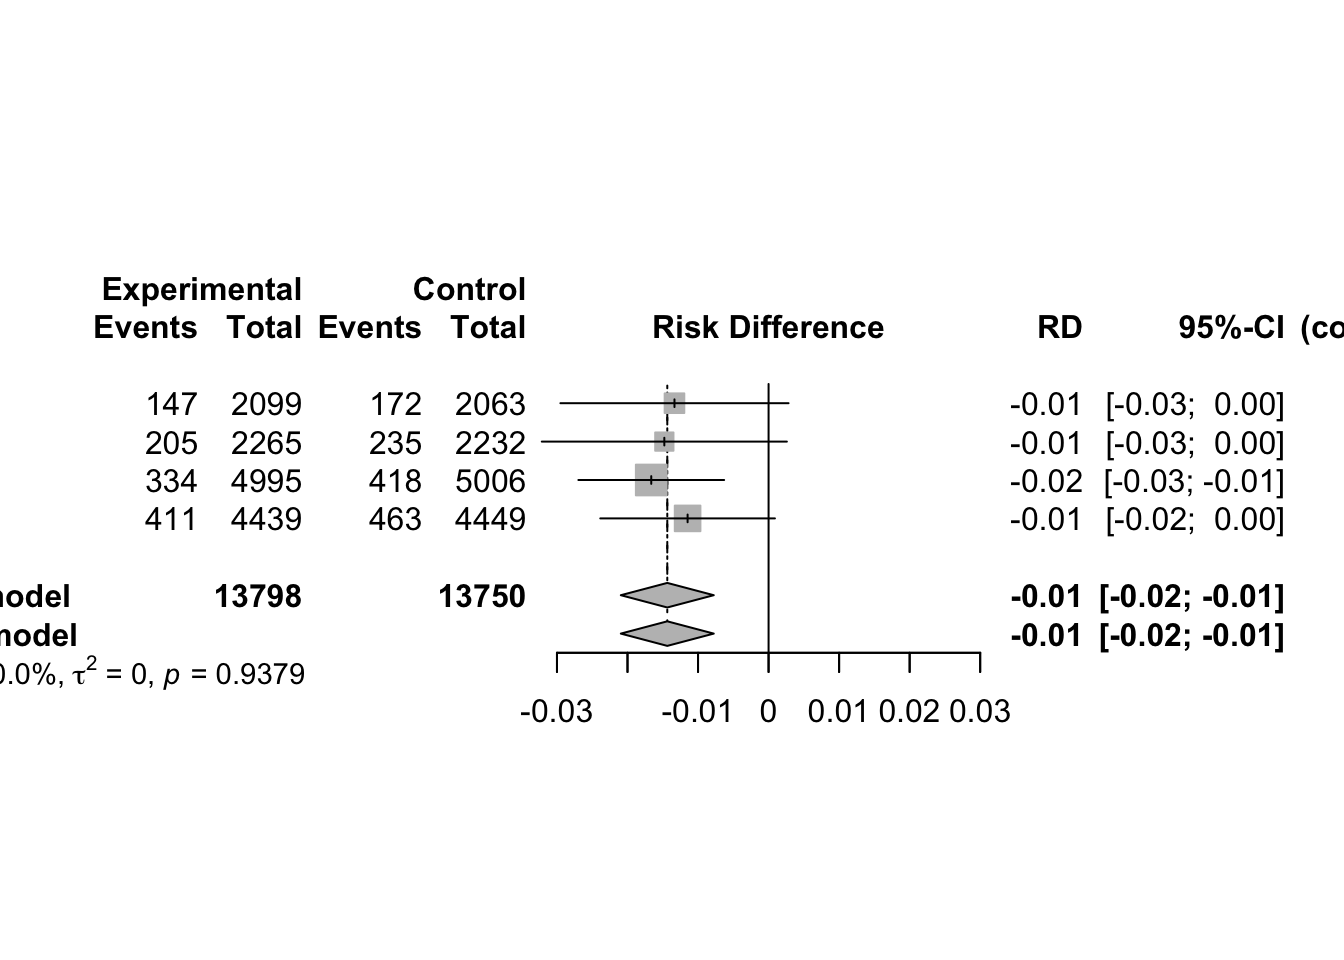 Experimental Control
Events Total Events Total Risk Difference RD 95%-CI (co
147 2099 172 2063 -0.01 [-0.03; 0.00]
205 2265 235 2232 -0.01 [-0.03; 0.00]
334 4995 418 5006 -0.02 [-0.03; -0.01]
411 4439 463 4449 -0.01 [-0.02; 0.00]
model 13798 13750 -0.01 [-0.02; -0.01]
model -0.01 [-0.02; -0.01]
0.0%, τ² = 0, p = 0.9379
-0.03 -0.01 0 0.01 0.02 0.03